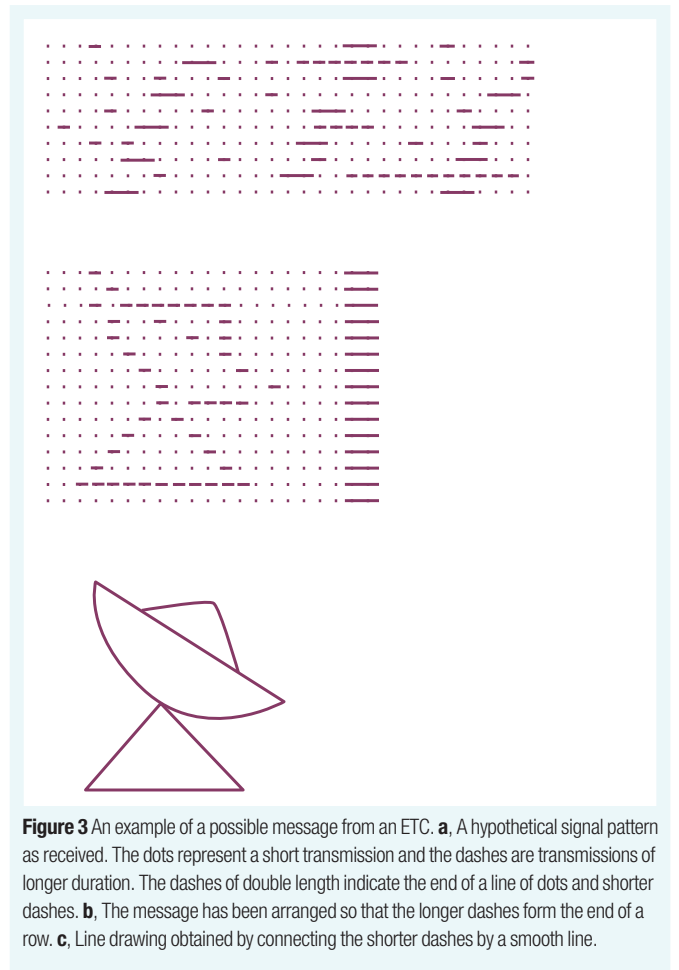 Figure 3 An example of a possible message from an ETC. a, A hypothetical signal pattern
as received. The dots represent a short transmission and the dashes are transmissions of
longer duration. The dashes of double length indicate the end of a line of dots and shorter
dashes. b, The message has been arranged so that the longer dashes form the end of a
row. c, Line drawing obtained by connecting the shorter dashes by a smooth line.